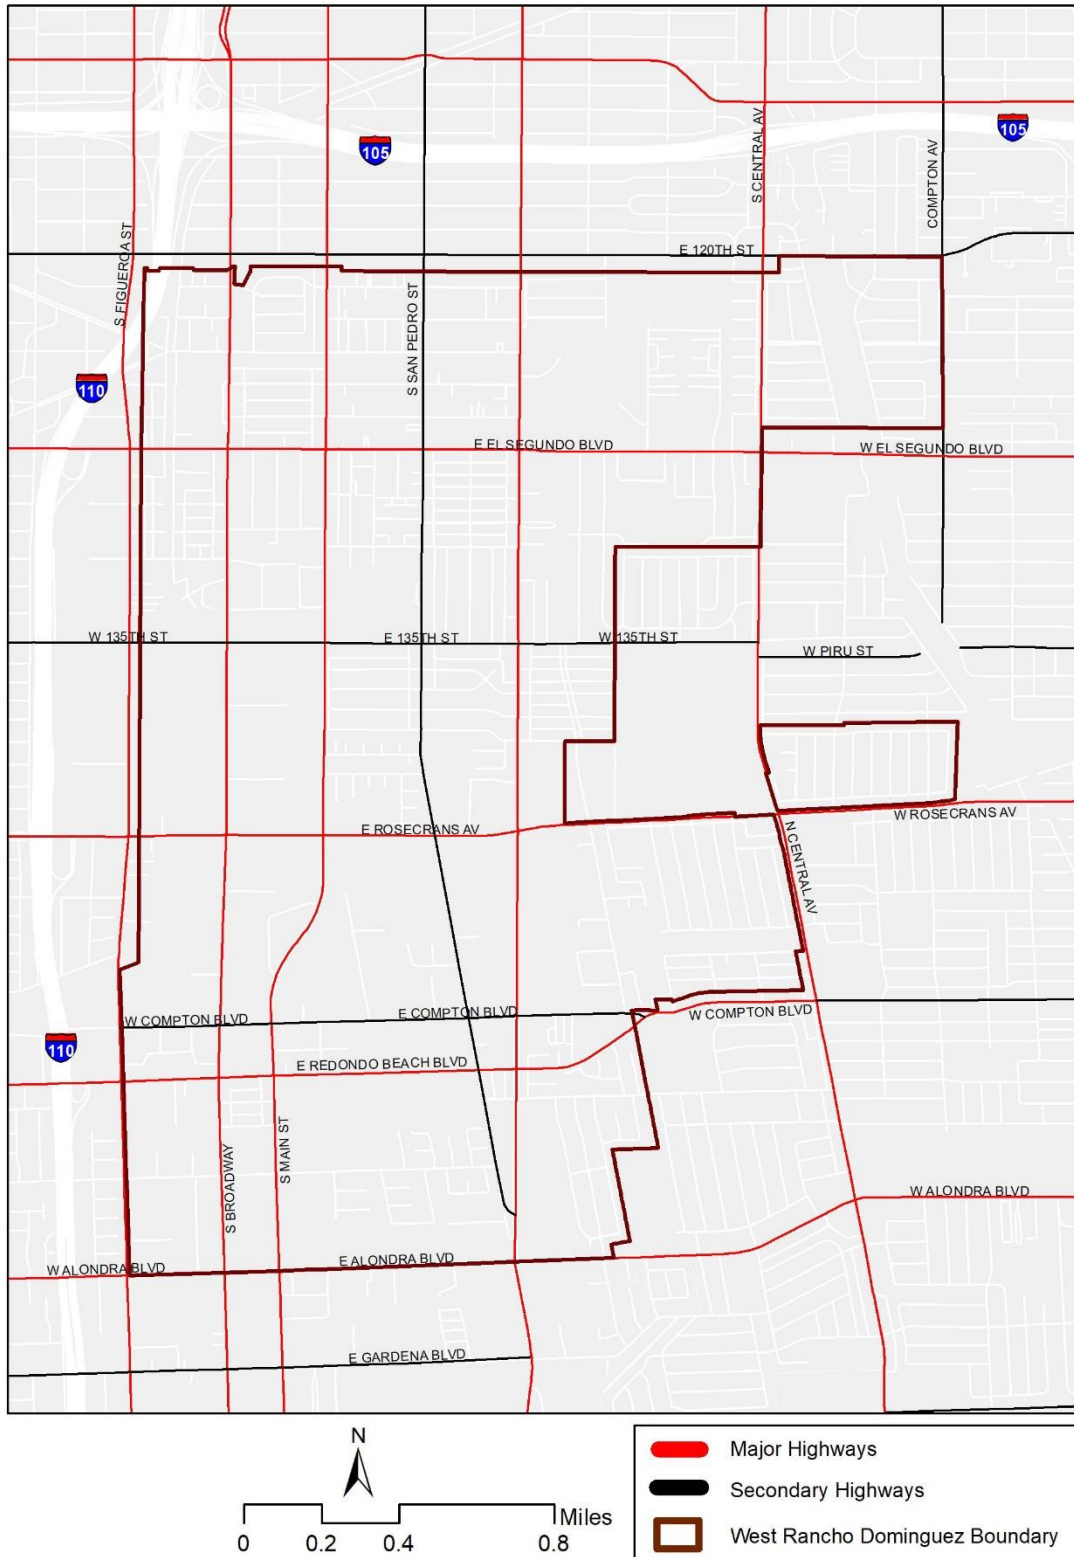 105
105
S CENTRAL AV
COMPTON AV
E 120TH ST
S FIGUEROA ST
S SAN PEDRO ST
110
E EL SEGUNDO BLVD
W EL SEGUNDO BLVD
W 135TH ST
E 135TH ST
W 135TH ST
W PIRU ST
E ROSECRANS AV
W ROSECRANS AV
N CENTRAL AV
W COMPTON BLVD
E COMPTON BLVD
W COMPTON BLVD
110
E REDONDO BEACH BLVD
S BROADWAY
S MAIN ST
W ALONDRA BLVD
W ALONDRA BLVD
E ALONDRA BLVD
E GARDENA BLVD
N
Miles
0 0.2 0.4 0.8
Major Highways
Secondary Highways
West Rancho Dominguez Boundary